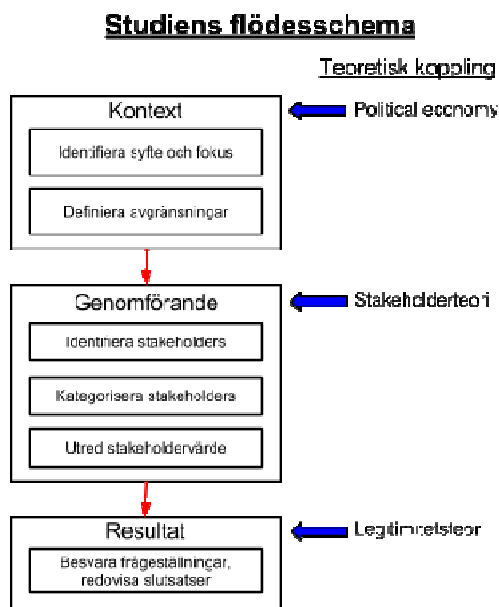 Studiens flödesschema
Teoretisk koppling
Kontext
Political economy
Identifiera syfte och fokus
Definiera avgränsningar
Genomförande
Stakeholderteori
Identifiera stakeholders
Kategorisera stakeholders
Utred stakeholdervärde
Resultat
Besvara frågeställningar,
redovisa slutsatser